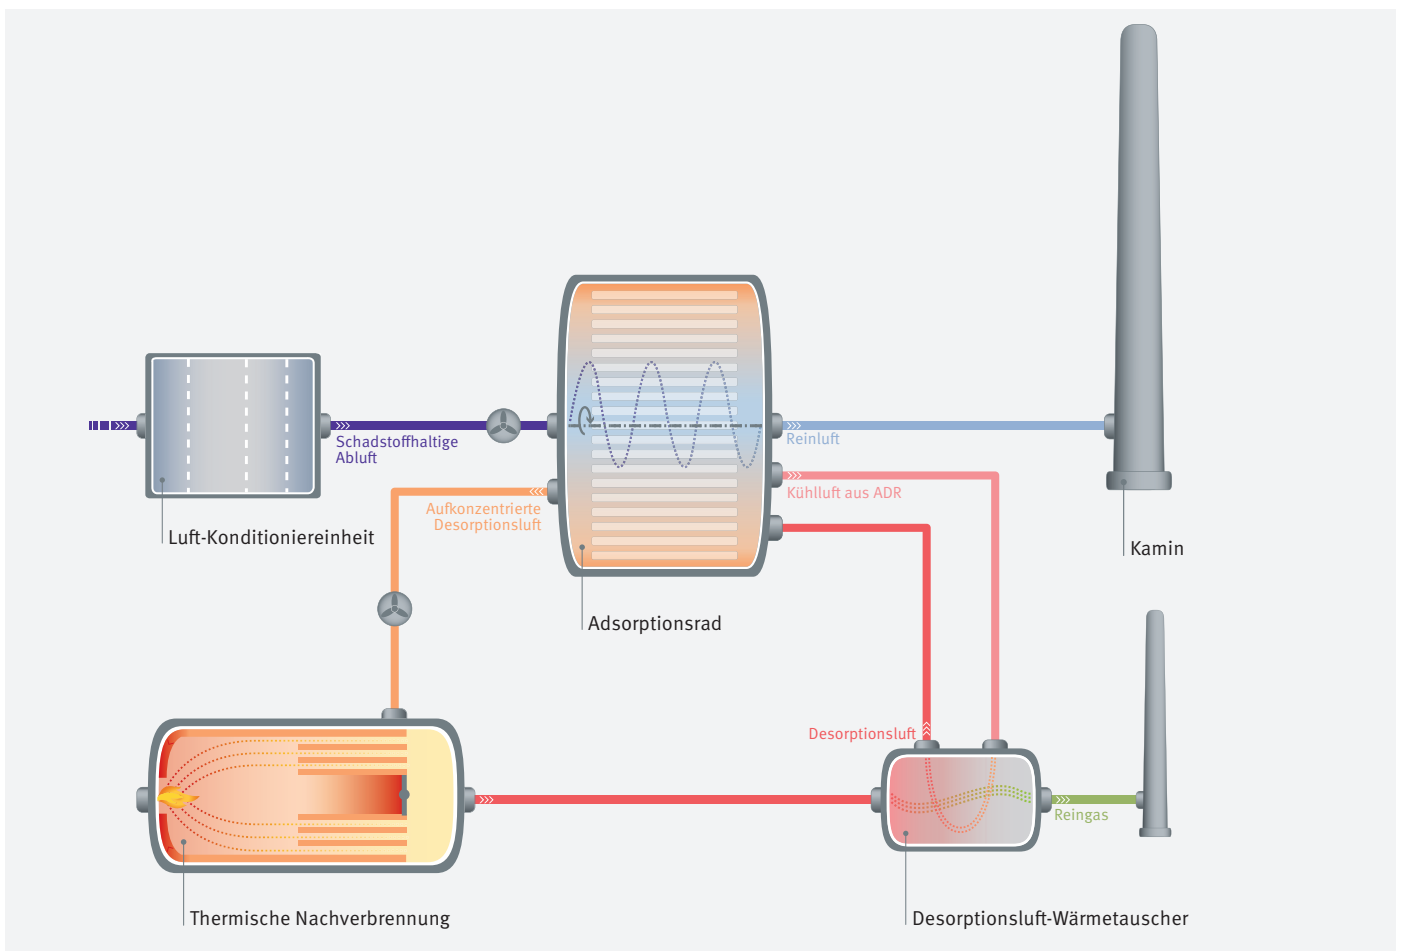 Schadstoffhaltige
Abluft
Reinluft
Luft-Konditioniereinheit
Aufkonzentrierte
Desorptionsluft
Kühlluft aus ADR
Kamin
Adsorptionsrad
Desorptionsluft
Reingas
Thermische Nachverbrennung
Desorptionsluft-Wärmetauscher